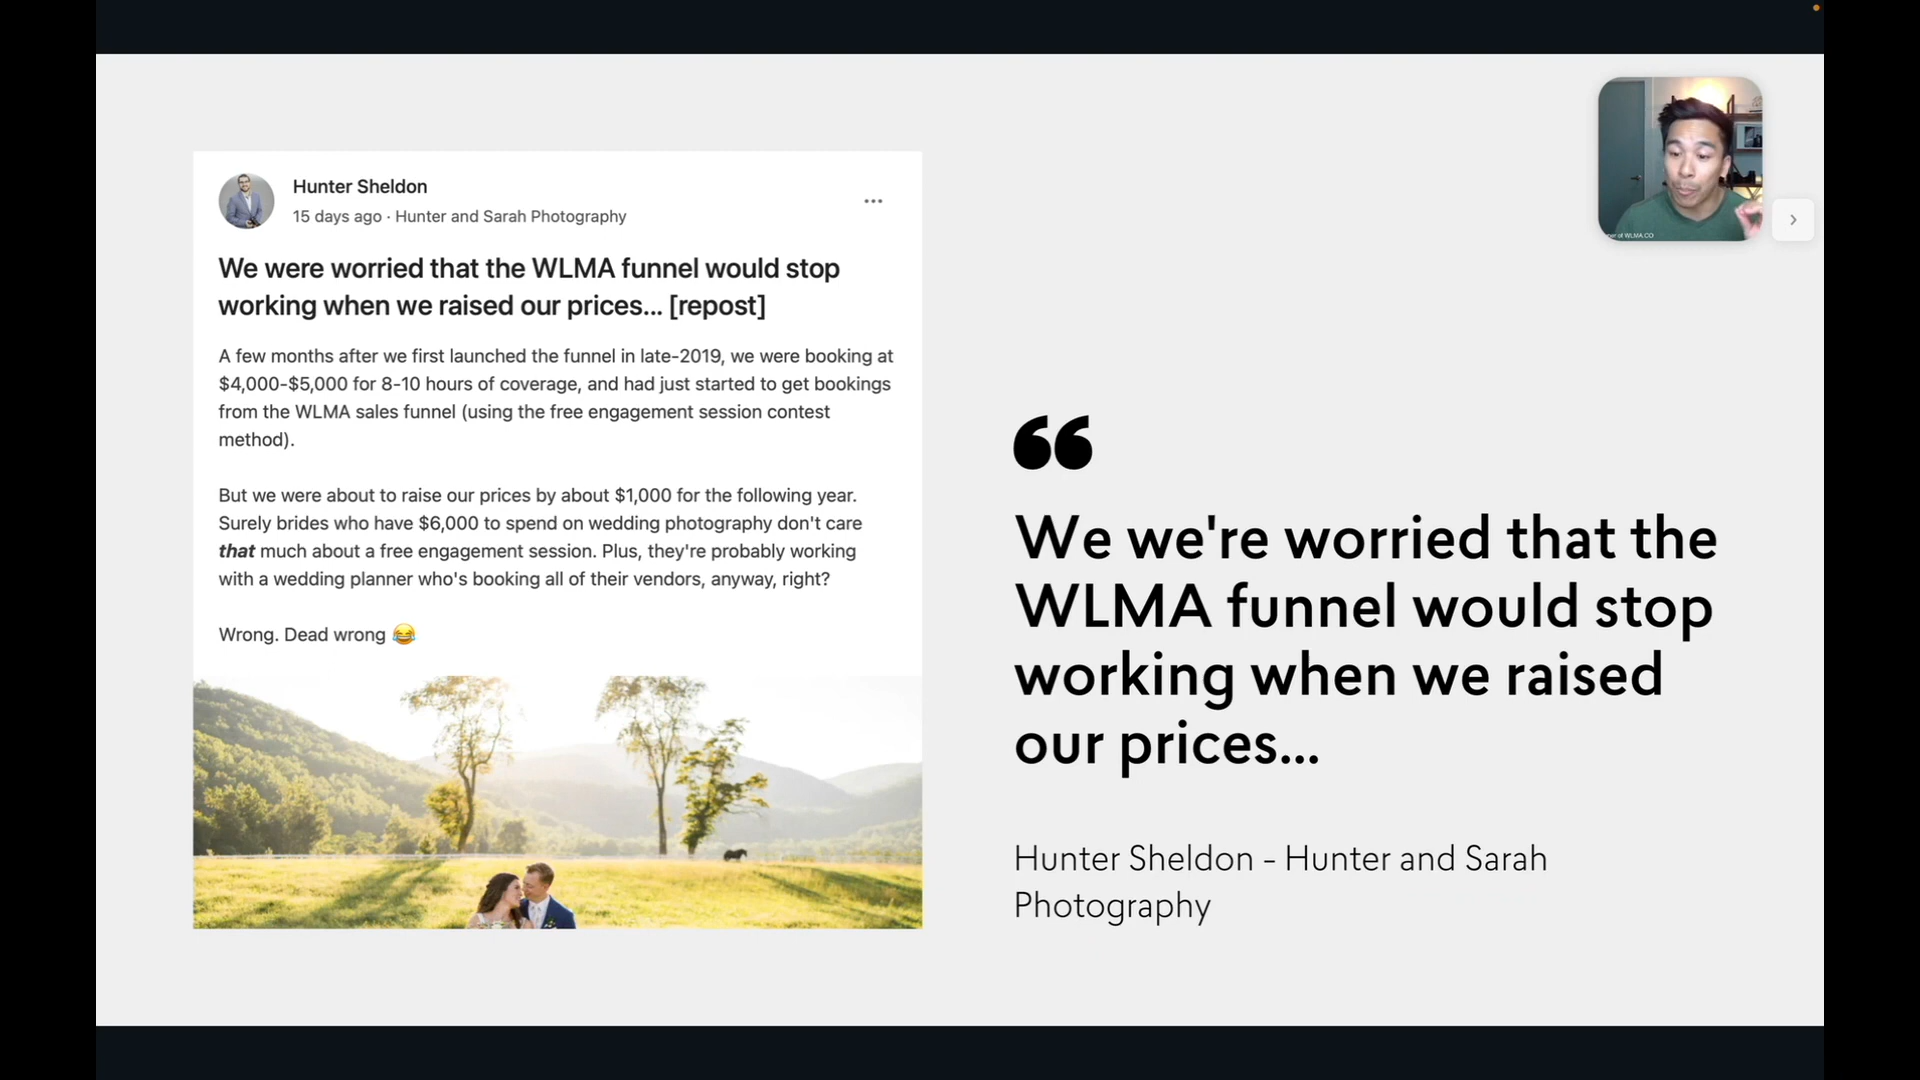 Hunter Sheldon
15 days ago · Hunter and Sarah Photography
We were worried that the WLMA funnel would stop
working when we raised our prices... [repost]
A few months after we first launched the funnel in late-2019, we were booking at
$4,000-$5,000 for 8-10 hours of coverage, and had just started to get bookings
from the WLMA sales funnel (using the free engagement session contest
method).
But we were about to raise our prices by about $1,000 for the following year.
Surely brides who have $6,000 to spend on wedding photography don't care
that much about a free engagement session. Plus, they're probably working
with a wedding planner who's booking all of their vendors, anyway, right?
Wrong. Dead wrong 😂
“
We we're worried that the
WLMA funnel would stop
working when we raised
our prices...
Hunter Sheldon - Hunter and Sarah
Photography
of WLMA.CO